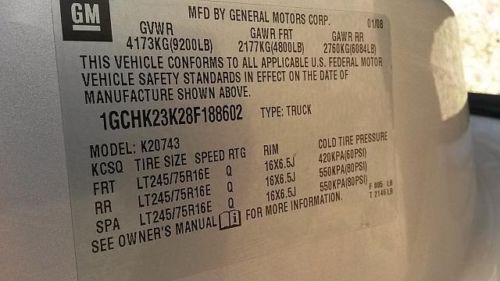 GM
MFD BY GENERAL MOTORS CORP. 01/08
GVWR GAWR FRT GAWR RR
4173KG(9200LB) 2177KG(4800LB) 2760KG(6084LB)
THIS VEHICLE CONFORMS TO ALL APPLICABLE U.S. FEDERAL MOTOR
VEHICLE SAFETY STANDARDS IN EFFECT ON THE DATE OF
MANUFACTURE SHOWN ABOVE.
1GCHK23K28F188602 TYPE: TRUCK
MODEL: K20743
KCSQ TIRE SIZE SPEED RTG RIM COLD TIRE PRESSURE
FRT LT245/75R16E Q 16X6.5J 420KPA(60PSI)
RR LT245/75R16E Q 16X6.5J 550KPA(80PSI)
SPA LT245/75R16E Q 16X6.5J 550KPA(80PSI)
SEE OWNER'S MANUAL FOR MORE INFORMATION.
F 805 LB
T 2146 LB